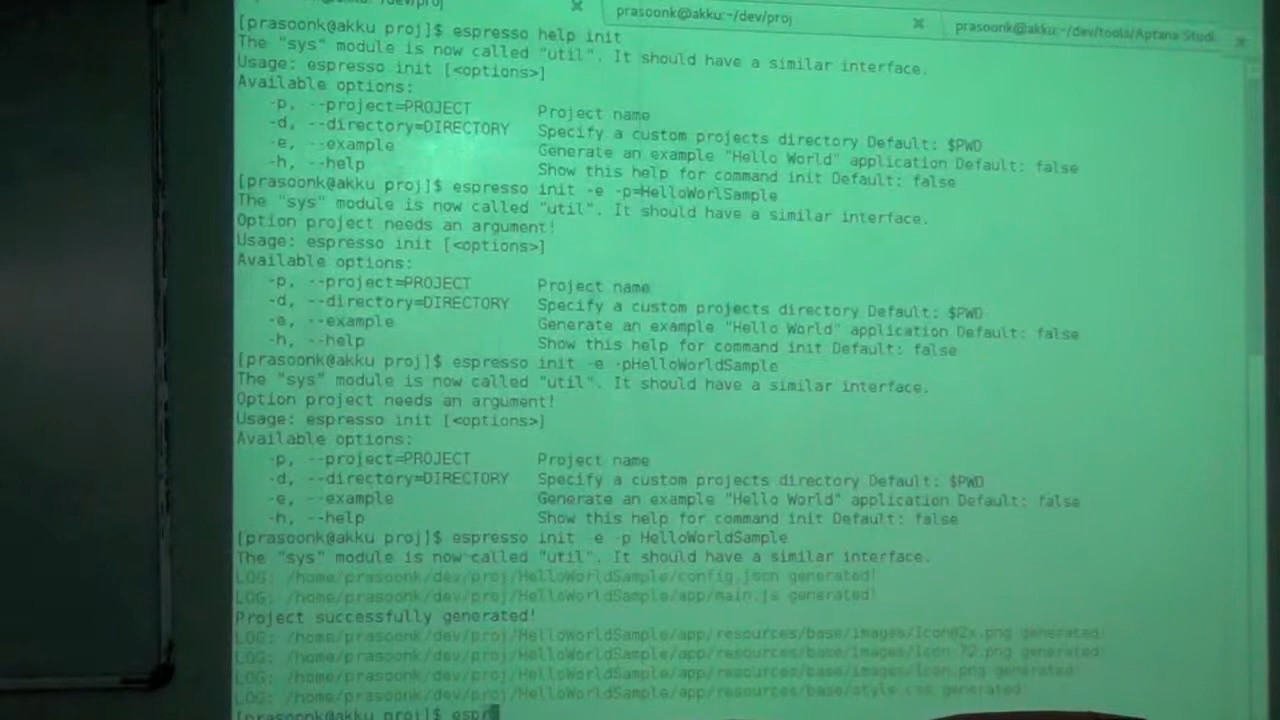 /dev/proj
prasoonk@akku:~/dev/proj
prasoonk@akku:~/dev/tools/Aptana Studi
[prasoonk@akku proj]$ espresso help init
The "sys" module is now called "util". It should have a similar interface.
Usage: espresso init [<options>]
Available options:
-p, --project=PROJECT Project name
-d, --directory=DIRECTORY Specify a custom projects directory Default: $PWD
-e, --example Generate an example "Hello World" application Default: false
-h, --help Show this help for command init Default: false
[prasoonk@akku proj]$ espresso init -e -p=HelloWorlSample
The "sys" module is now called "util". It should have a similar interface.
Option project needs an argument!
Usage: espresso init [<options>]
Available options:
-p, --project=PROJECT Project name
-d, --directory=DIRECTORY Specify a custom projects directory Default: $PWD
-e, --example Generate an example "Hello World" application Default: false
-h, --help Show this help for command init Default: false
[prasoonk@akku proj]$ espresso init -e -pHelloWorldSample
The "sys" module is now called "util". It should have a similar interface.
Option project needs an argument!
Usage: espresso init [<options>]
Available options:
-p, --project=PROJECT Project name
-d, --directory=DIRECTORY Specify a custom projects directory Default: $PWD
-e, --example Generate an example "Hello World" application Default: false
-h, --help Show this help for command init Default: false
[prasoonk@akku proj]$ espresso init -e -p HelloWorldSample
The "sys" module is now called "util". It should have a similar interface.
LOG: /home/prasoonk/dev/proj/HelloWorldSample/config.json generated!
LOG: /home/prasoonk/dev/proj/HelloWorldSample/app/main.js generated!
Project successfully generated!
LOG: /home/prasoonk/dev/proj/HelloWorldSample/app/resources/base/images/Icon@2x.png generated!
LOG: /home/prasoonk/dev/proj/HelloWorldSample/app/resources/base/images/Icon-72.png generated!
LOG: /home/prasoonk/dev/proj/HelloWorldSample/app/resources/base/images/Icon.png generated!
LOG: /home/prasoonk/dev/proj/HelloWorldSample/app/resources/base/style.css generated!
[prasoonk@akku proj]$ espr